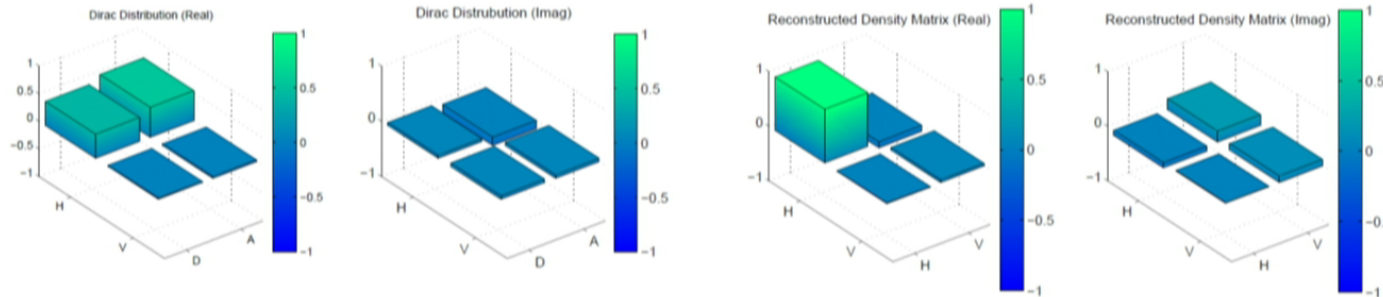 Dirac Distribution (Real)
1
0.5
0
−0.5
−1
H
V
D
A
1
0.5
0
−0.5
−1
Dirac Distrubution (Imag)
1
0
−1
H
V
D
A
1
0.5
0
−0.5
−1
Reconstructed Density Matrix (Real)
1
0
−1
H
V
H
V
1
0.5
0
−0.5
−1
Reconstructed Density Matrix (Imag)
1
0
−1
H
V
H
V
1
0.5
0
−0.
−1